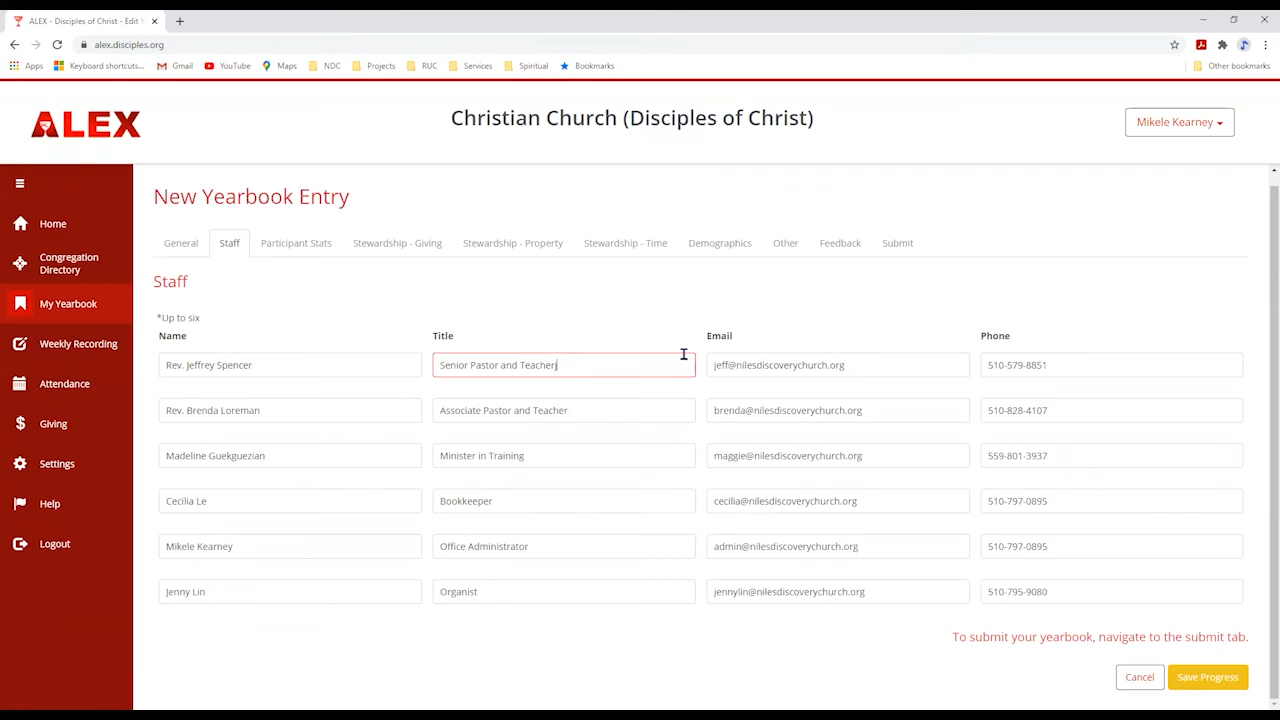 ALEX - Disciples of Christ - Edit
alex.disciples.org
Apps
Keyboard shortcuts...
Gmail
YouTube
Maps
NDC
Projects
RUC
Services
Spiritual
Bookmarks
Other bookmarks
ALEX
Christian Church (Disciples of Christ)
Mikele Kearney
New Yearbook Entry
Home
Congregation
Directory
My Yearbook
Weekly Recording
Attendance
Giving
Settings
Help
Logout
General
Staff
Participant Stats
Stewardship - Giving
Stewardship - Property
Stewardship - Time
Demographics
Other
Feedback
Submit
Staff
*Up to six
Name Title Email Phone
Rev. Jeffrey Spencer Senior Pastor and Teacher jeff@nilesdiscoverychurch.org 510-579-8851
Rev. Brenda Loreman Associate Pastor and Teacher brenda@nilesdiscoverychurch.org 510-828-4107
Madeline Guekguezian Minister in Training maggie@nilesdiscoverychurch.org 559-801-3937
Cecilia Le Bookkeeper cecilia@nilesdiscoverychurch.org 510-797-0895
Mikele Kearney Office Administrator admin@nilesdiscoverychurch.org 510-797-0895
Jenny Lin Organist jennylin@nilesdiscoverychurch.org 510-795-9080
To submit your yearbook, navigate to the submit tab.
Cancel
Save Progress